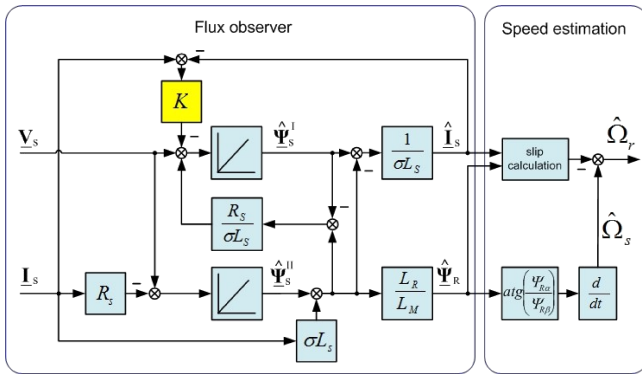 Flux observer
Speed estimation
K
V_S
Ψ̂_S^I
1/σL_S
Î_S
slip calculation
Ω̂_r
R_S/σL_S
Ω̂_s
I_S
R_s
Ψ̂_S^II
L_R/L_M
Ψ̂_R
atg(Ψ_Rα/Ψ_Rβ)
d/dt
σL_s